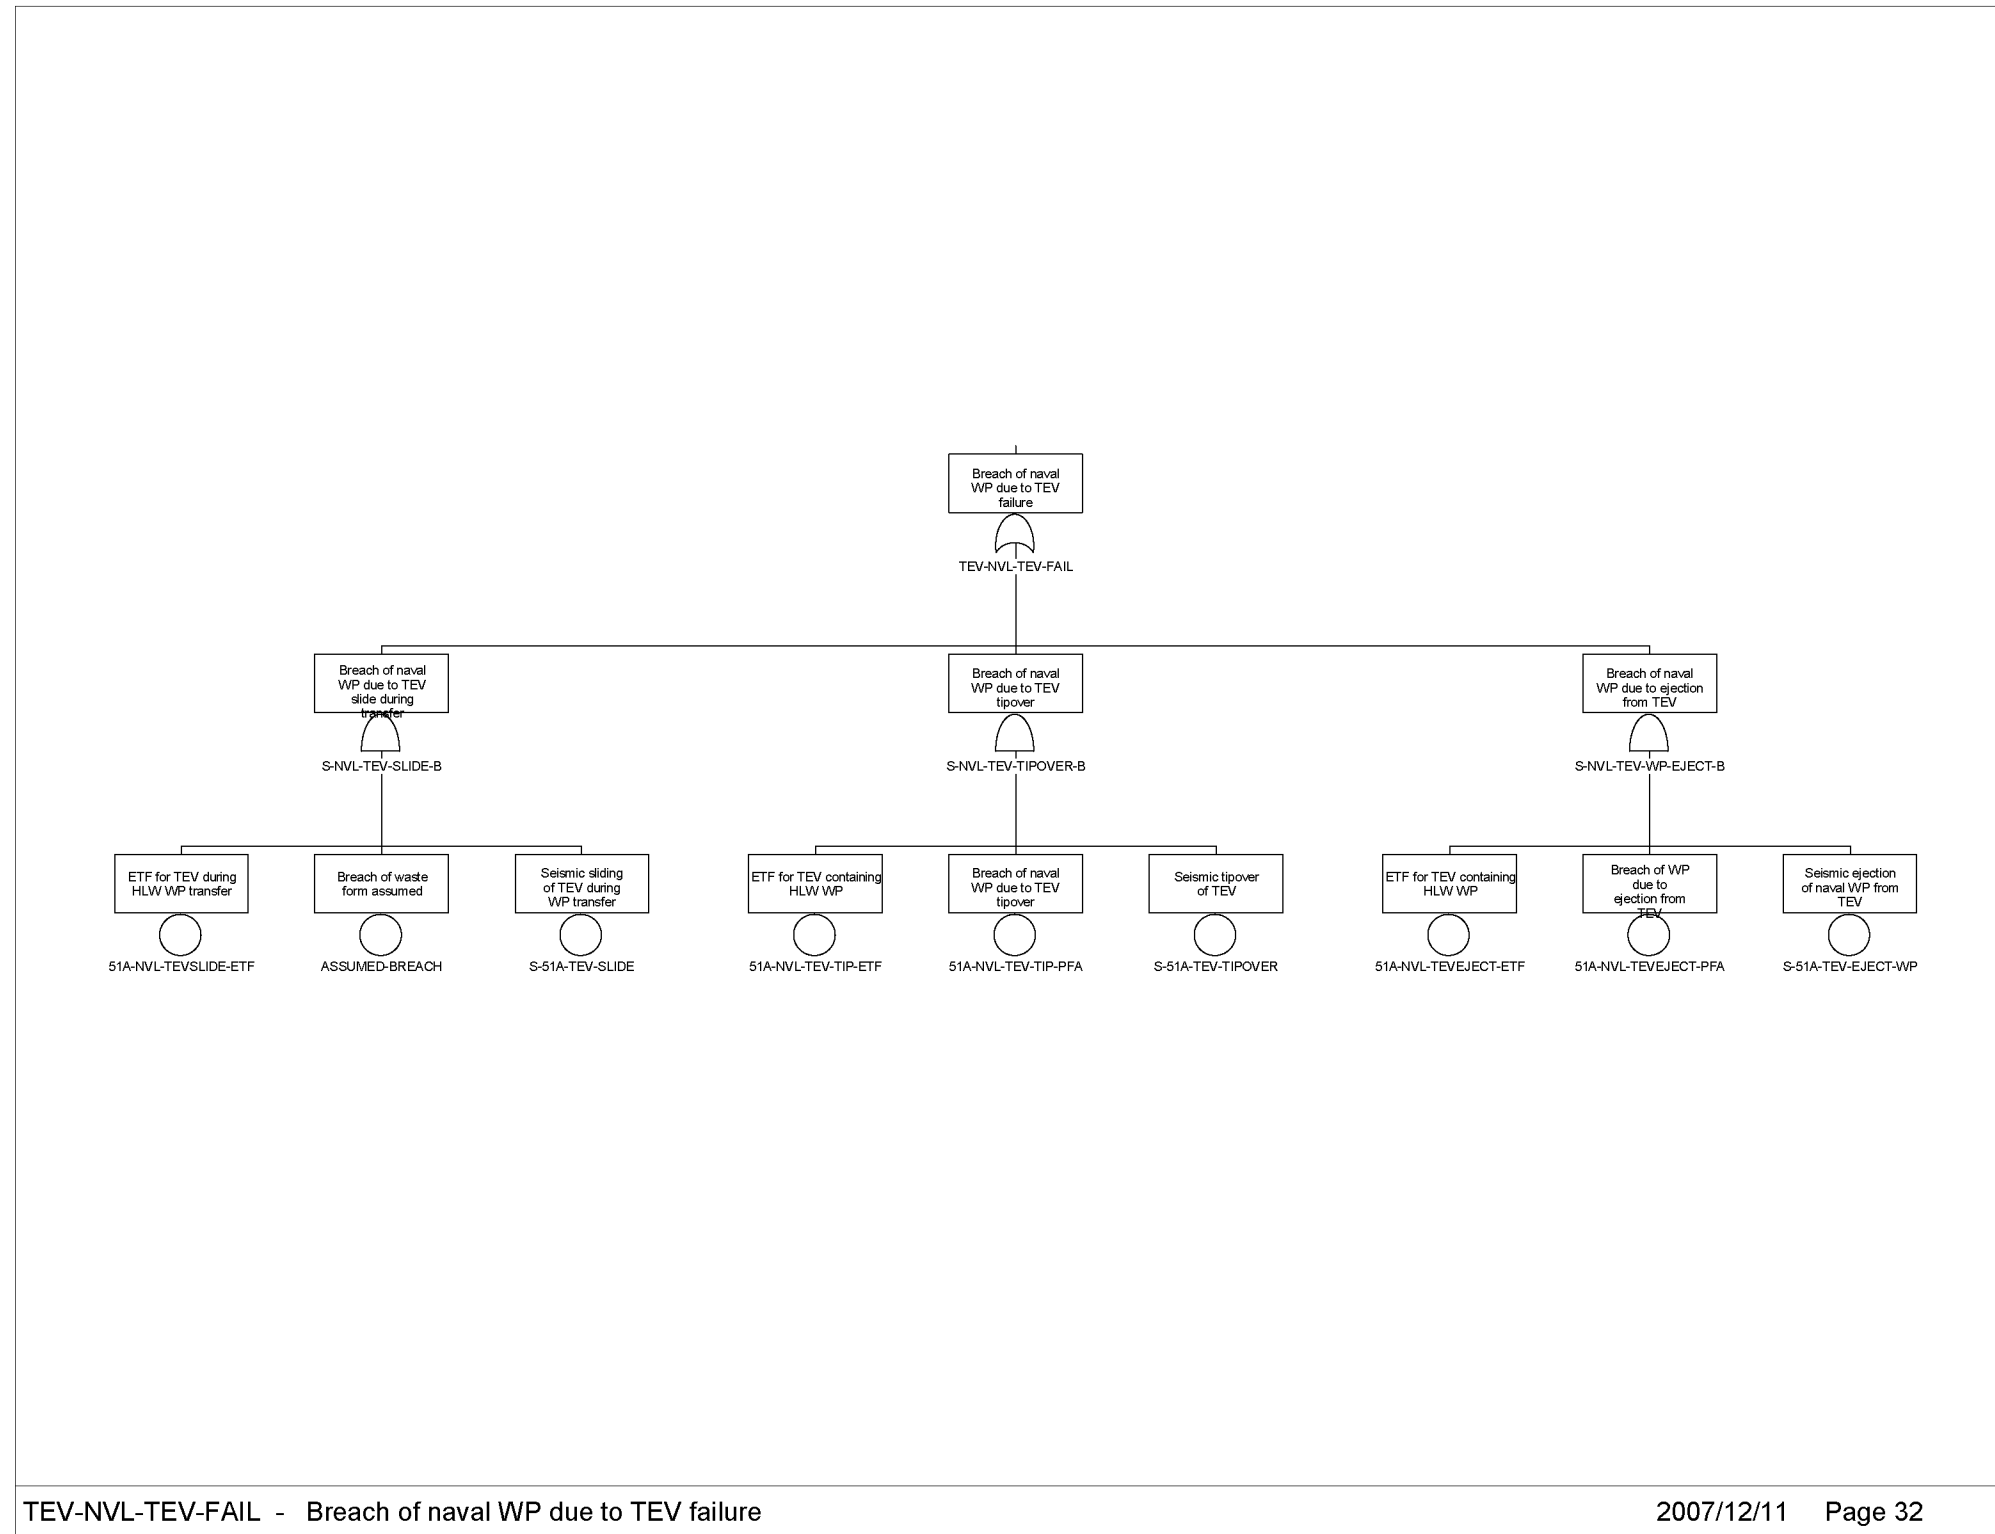 Breach of naval
WP due to TEV
failure
TEV-NVL-TEV-FAIL
Breach of naval
WP due to TEV
slide during
transfer
S-NVL-TEV-SLIDE-B
Breach of naval
WP due to TEV
tipover
S-NVL-TEV-TIPOVER-B
Breach of naval
WP due to ejection
from TEV
S-NVL-TEV-WP-EJECT-B
ETF for TEV during
HLW WP transfer
51A-NVL-TEVSLIDE-ETF
Breach of waste
form assumed
ASSUMED-BREACH
Seismic sliding
of TEV during
WP transfer
S-51A-TEV-SLIDE
ETF for TEV containing
HLW WP
51A-NVL-TEV-TIP-ETF
Breach of naval
WP due to TEV
tipover
51A-NVL-TEV-TIP-PFA
Seismic tipover
of TEV
S-51A-TEV-TIPOVER
ETF for TEV containing
HLW WP
51A-NVL-TEVEJECT-ETF
Breach of WP
due to
ejection from
TEV
51A-NVL-TEVEJECT-PFA
Seismic ejection
of naval WP from
TEV
S-51A-TEV-EJECT-WP
TEV-NVL-TEV-FAIL - Breach of naval WP due to TEV failure
2007/12/11 Page 32